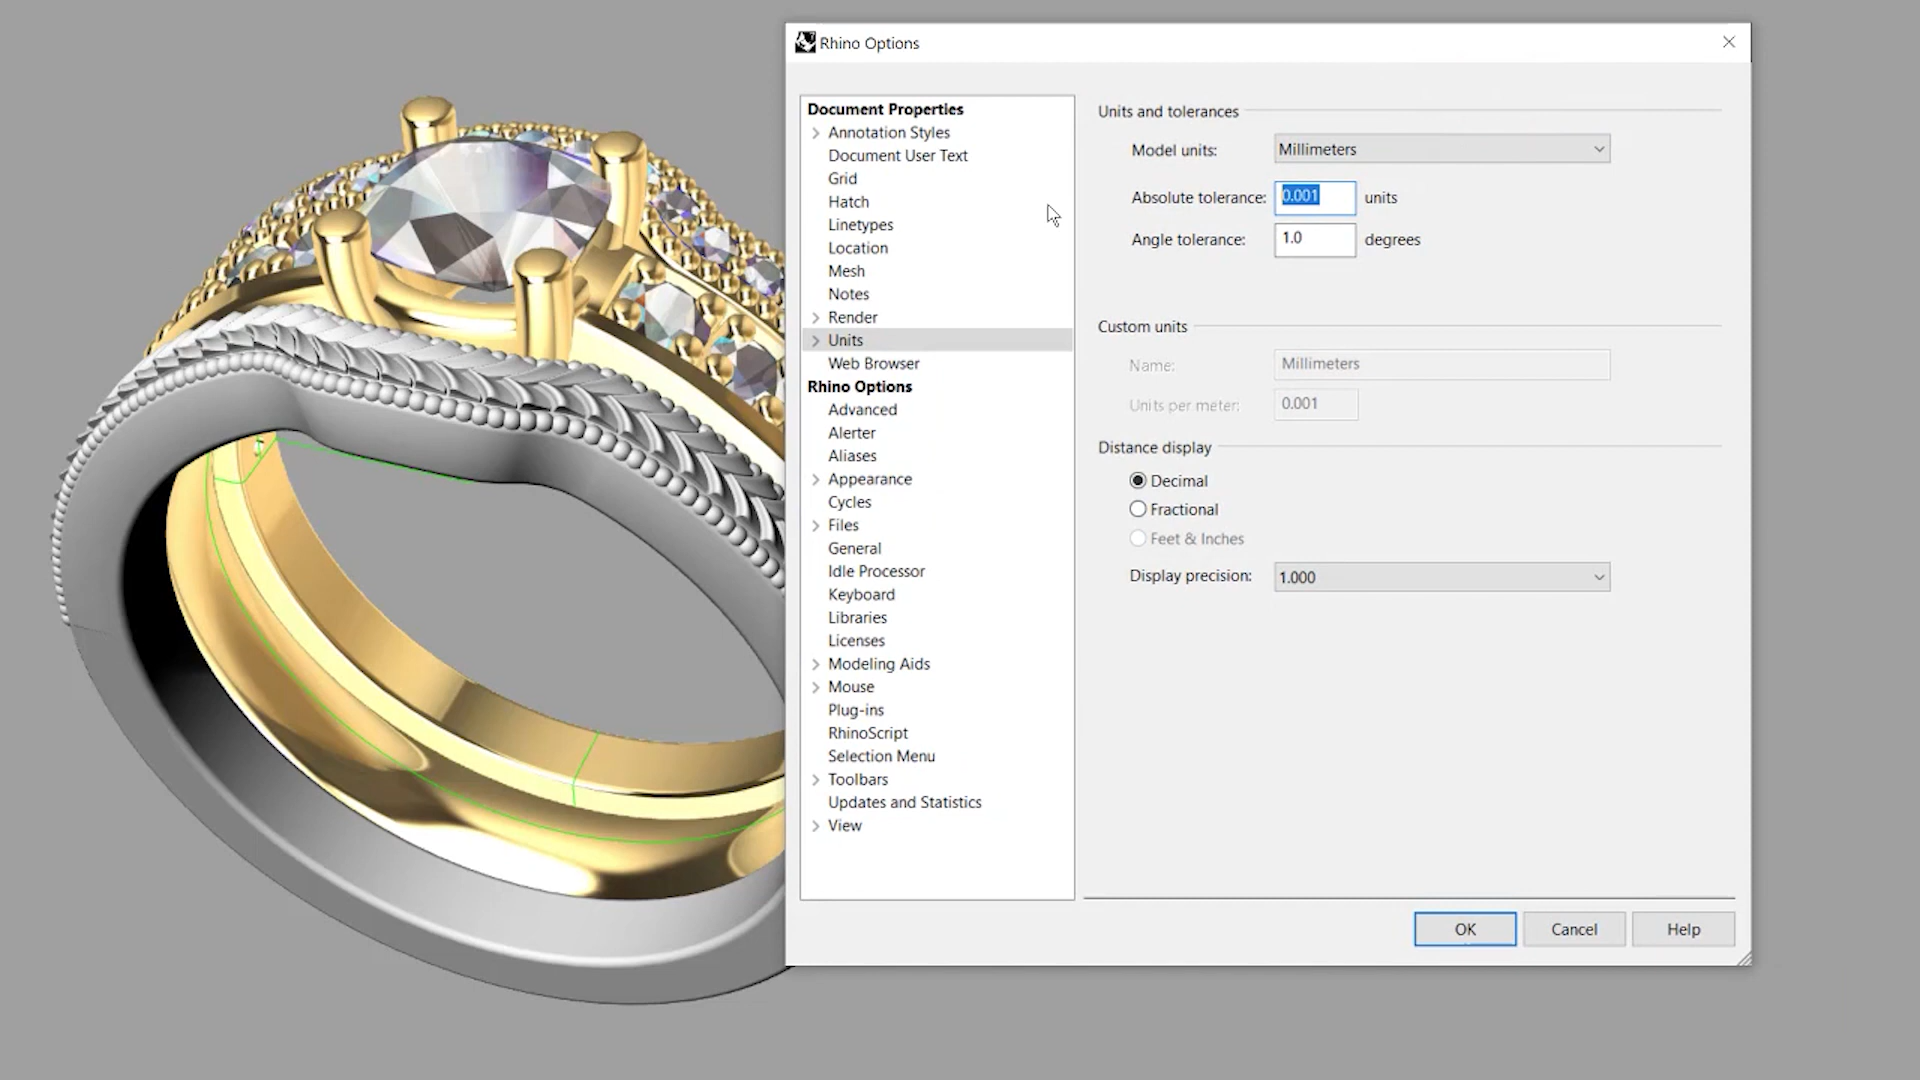 Rhino Options
Document Properties
Annotation Styles
Document User Text
Grid
Hatch
Linetypes
Location
Mesh
Notes
Render
Units
Web Browser
Rhino Options
Advanced
Alerter
Aliases
Appearance
Cycles
Files
General
Idle Processor
Keyboard
Libraries
Licenses
Modeling Aids
Mouse
Plug-ins
RhinoScript
Selection Menu
Toolbars
Updates and Statistics
View
Units and tolerances
Model units: Millimeters
Absolute tolerance: 0.001 units
Angle tolerance: 1.0 degrees
Custom units
Name: Millimeters
Units per meter: 0.001
Distance display
Decimal
Fractional
Feet & Inches
Display precision: 1.000
OK Cancel Help